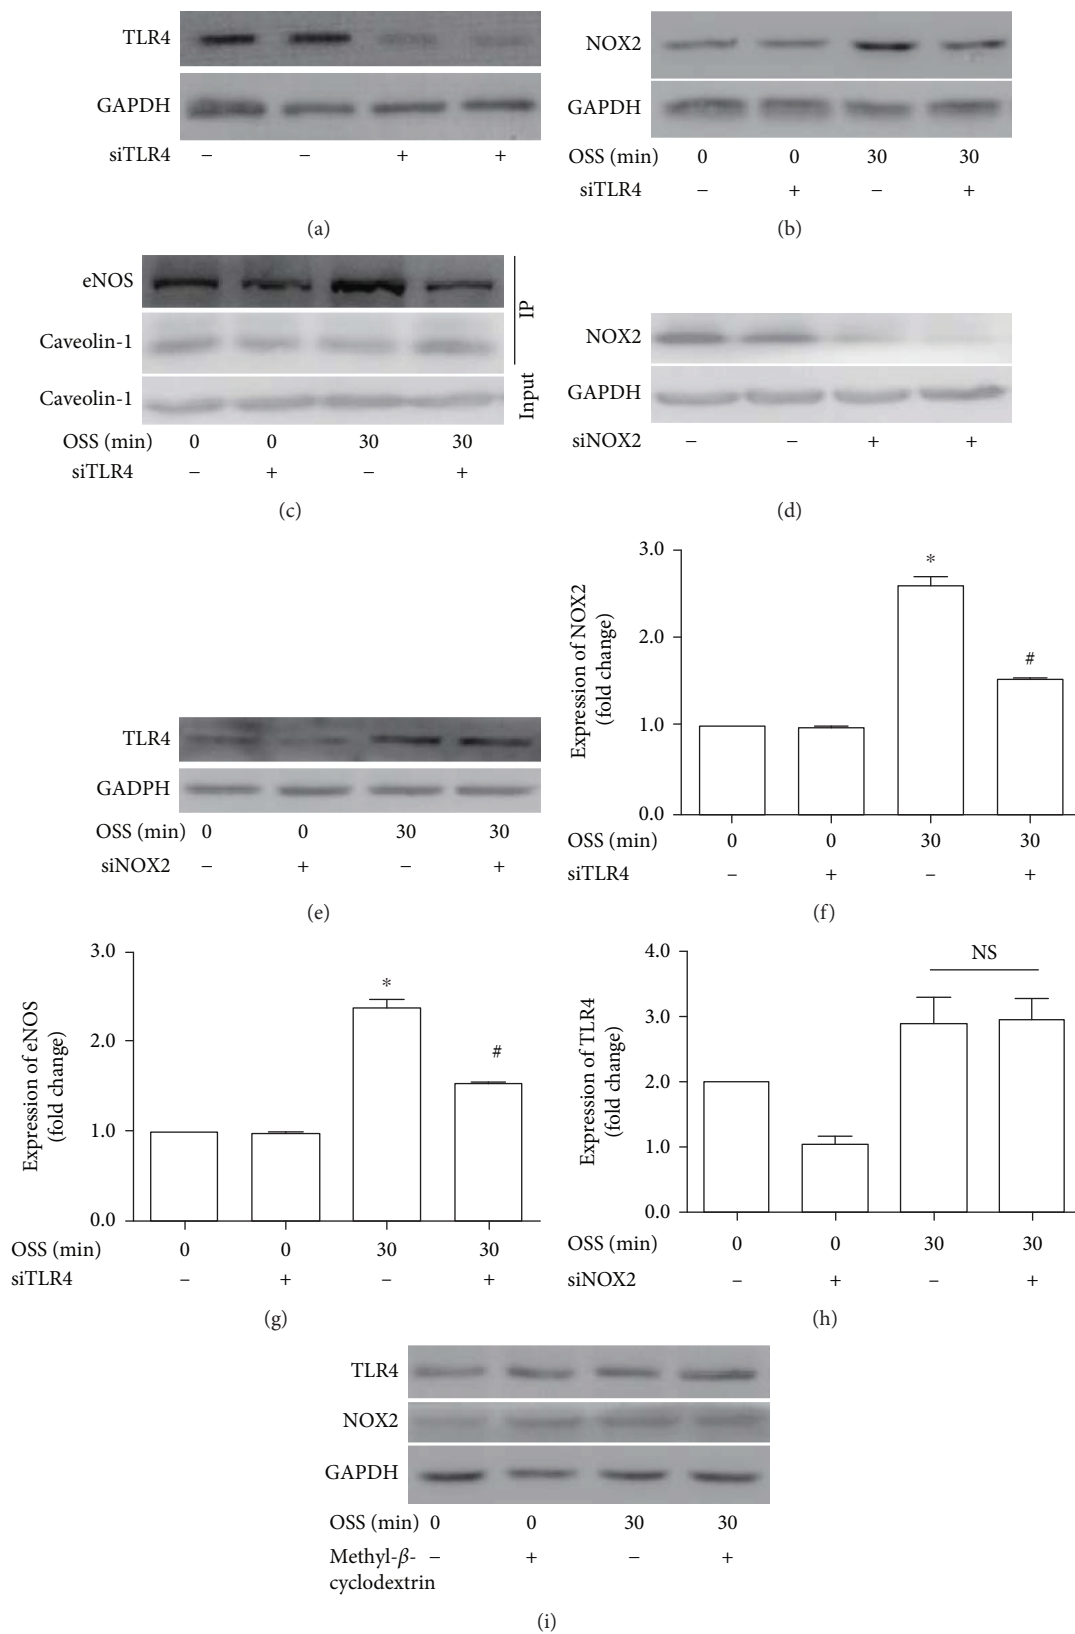 TLR4
GAPDH
siTLR4 – – + +
(a)
NOX2
GAPDH
OSS (min) 0 0 30 30
siTLR4 – + – +
(b)
eNOS
Caveolin-1
IP
Caveolin-1
Input
OSS (min) 0 0 30 30
siTLR4 – + – +
(c)
NOX2
GAPDH
siNOX2 – – + +
(d)
TLR4
GADPH
OSS (min) 0 0 30 30
siNOX2 – + – +
(e)
Expression of NOX2
(fold change)
3.0
2.0
1.0
0.0
*
#
OSS (min) 0 0 30 30
siTLR4 – + – +
(f)
Expression of eNOS
(fold change)
3.0
2.0
1.0
0.0
*
#
OSS (min) 0 0 30 30
siTLR4 – + – +
(g)
Expression of TLR4
(fold change)
4.0
3.0
2.0
1.0
0.0
NS
OSS (min) 0 0 30 30
siNOX2 – + – +
(h)
TLR4
NOX2
GAPDH
OSS (min) 0 0 30 30
Methyl-β- – + – +
cyclodextrin
(i)